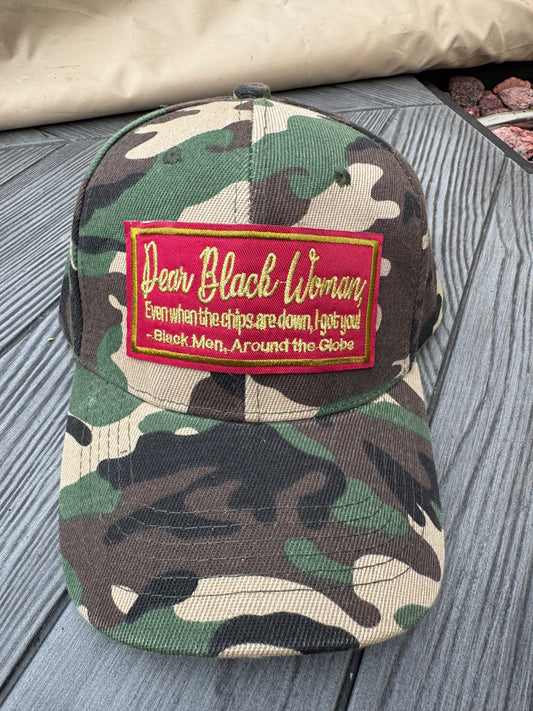 Dear Black Woman,
Even when the chips are down, I got you!
- Black Men, Around the Globe